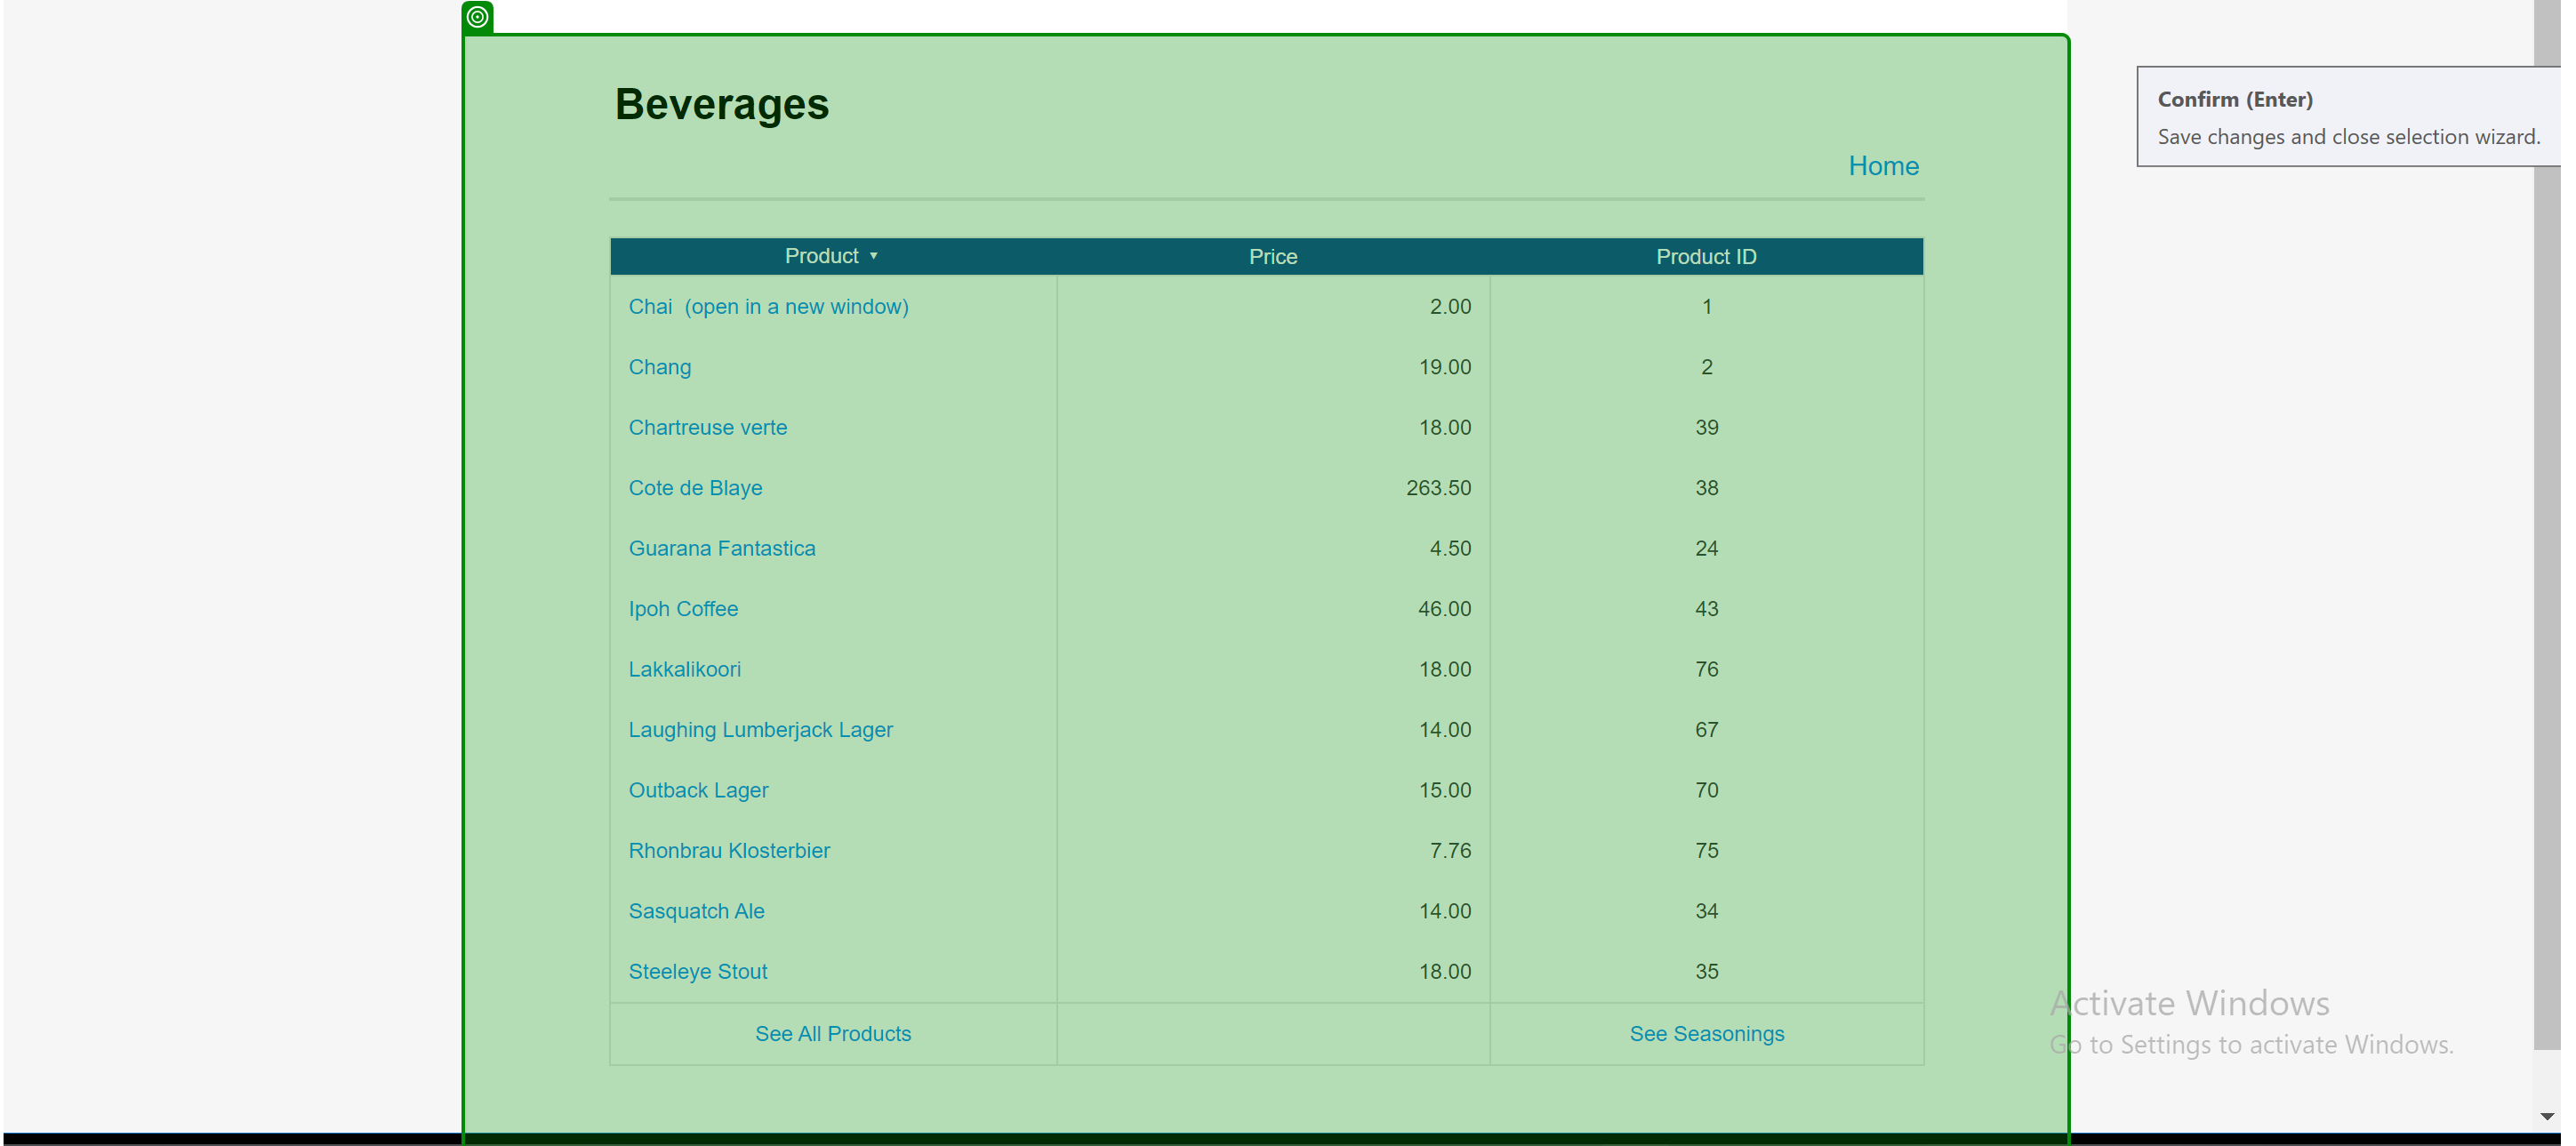 Beverages
Confirm (Enter)
Save changes and close selection wizard.
Home
Product ▼ Price Product ID
Chai (open in a new window) 2.00 1
Chang 19.00 2
Chartreuse verte 18.00 39
Cote de Blaye 263.50 38
Guarana Fantastica 4.50 24
Ipoh Coffee 46.00 43
Lakkalikoori 18.00 76
Laughing Lumberjack Lager 14.00 67
Outback Lager 15.00 70
Rhonbrau Klosterbier 7.76 75
Sasquatch Ale 14.00 34
Steeleye Stout 18.00 35
See All Products See Seasonings
Activate Windows
Go to Settings to activate Windows.